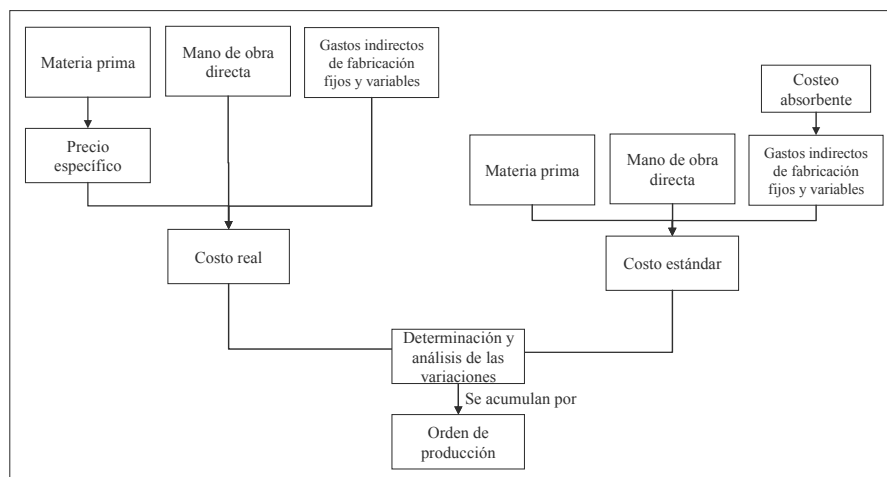 Materia prima
Mano de obra
directa
Gastos indirectos
de fabricación
fijos y variables
Precio
específico
Costo real
Costeo
absorbente
Materia prima
Mano de obra
directa
Gastos indirectos
de fabricación
fijos y variables
Costo estándar
Determinación y
análisis de las
variaciones
Se acumulan por
Orden de
producción